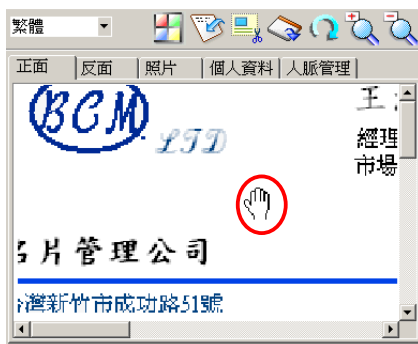 繁體
正面 反面 照片 個人資料 人脈管理
BCM
LTD
王
經理
市場
片管理公司
灣新竹市成功路51號